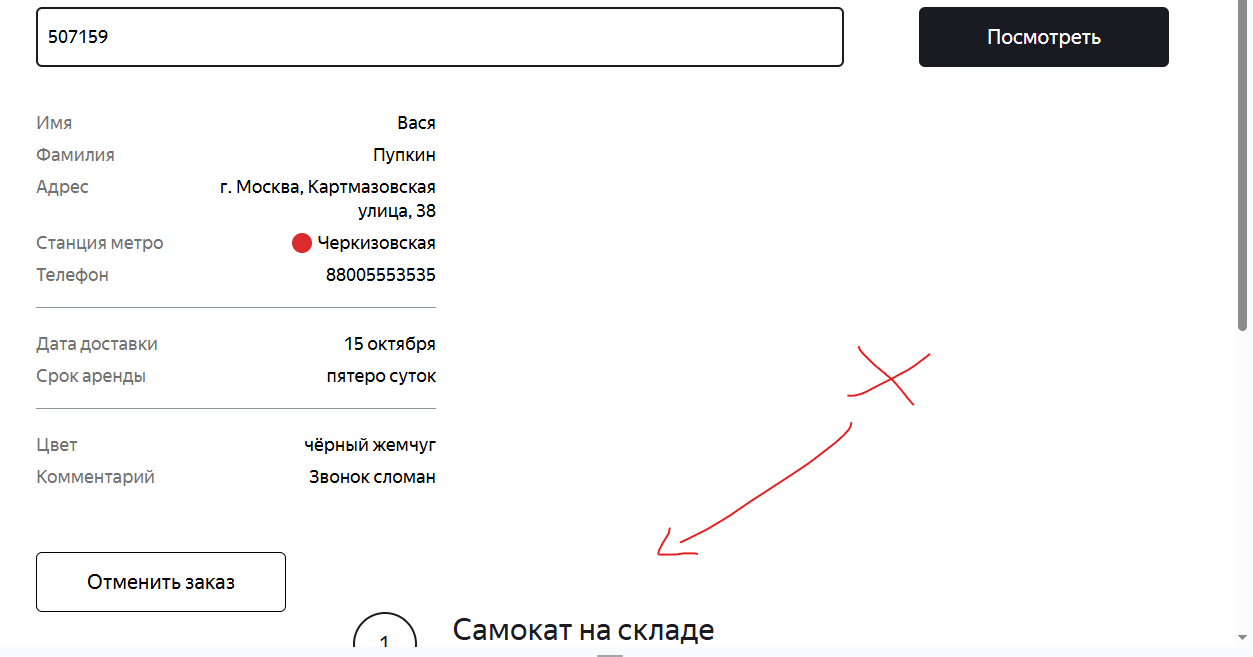 507159
Посмотреть
Имя Вася
Фамилия Пупкин
Адрес г. Москва, Картмазовская
улица, 38
Станция метро Черкизовская
Телефон 88005553535
Дата доставки 15 октября
Срок аренды пятеро суток
Цвет чёрный жемчуг
Комментарий Звонок сломан
Отменить заказ
1 Самокат на складе